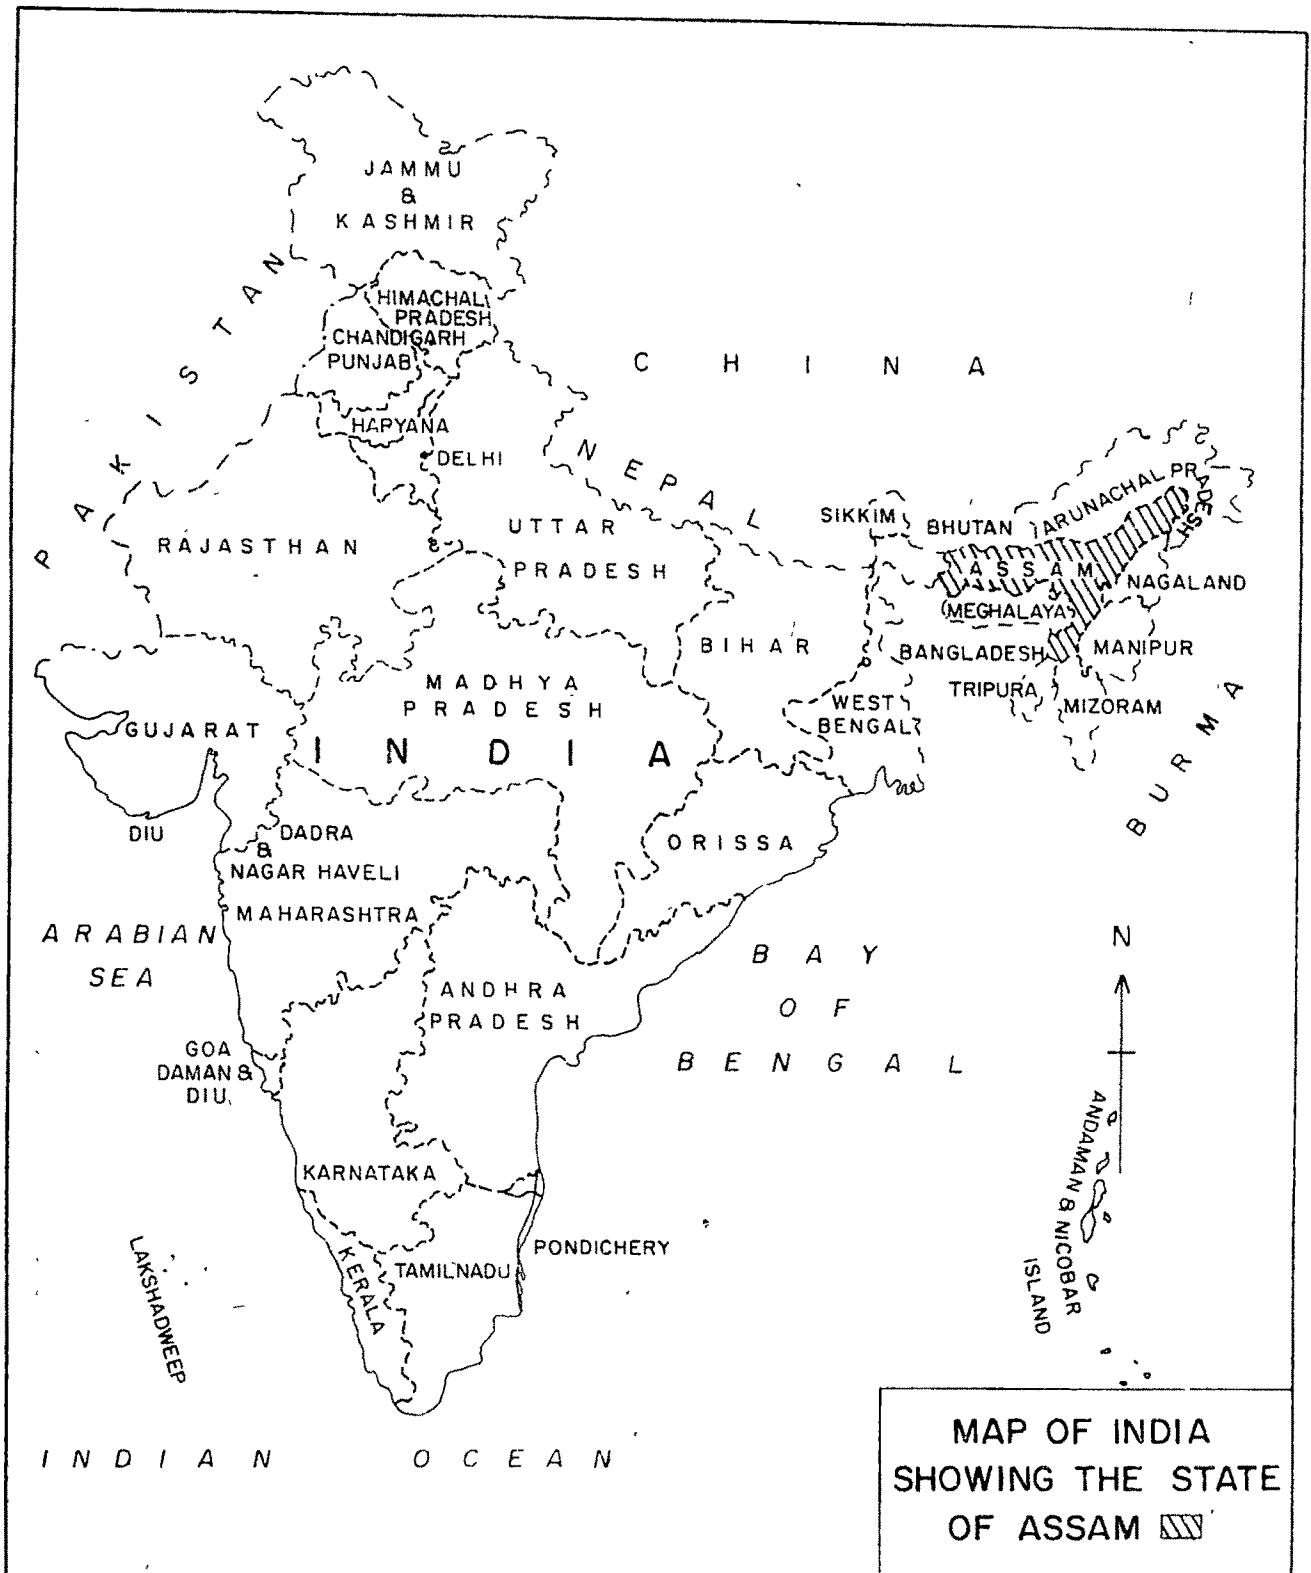 JAMMU
&
KASHMIR
PAKISTAN
HIMACHAL
PRADESH
CHANDIGARH
PUNJAB
CHINA
HARYANA
DELHI
NEPAL
SIKKIM
BHUTAN
ARUNACHAL PRADESH
RAJASTHAN
UTTAR
PRADESH
ASSAM
NAGALAND
MEGHALAYA
BIHAR
BANGLADESH
MANIPUR
MADHYA
PRADESH
TRIPURA
MIZORAM
WEST
BENGAL
GUJARAT
INDIA
BURMA
DIU
DADRA
&
NAGAR HAVELI
ORISSA
MAHARASHTRA
ARABIAN
SEA
N
BAY
OF
BENGAL
ANDHRA
PRADESH
GOA
DAMAN &
DIU
ANDAMAN & NICOBAR
ISLAND
KARNATAKA
PONDICHERY
LAKSHADWEEP
KERALA
TAMILNADU
INDIAN OCEAN
MAP OF INDIA
SHOWING THE STATE
OF ASSAM